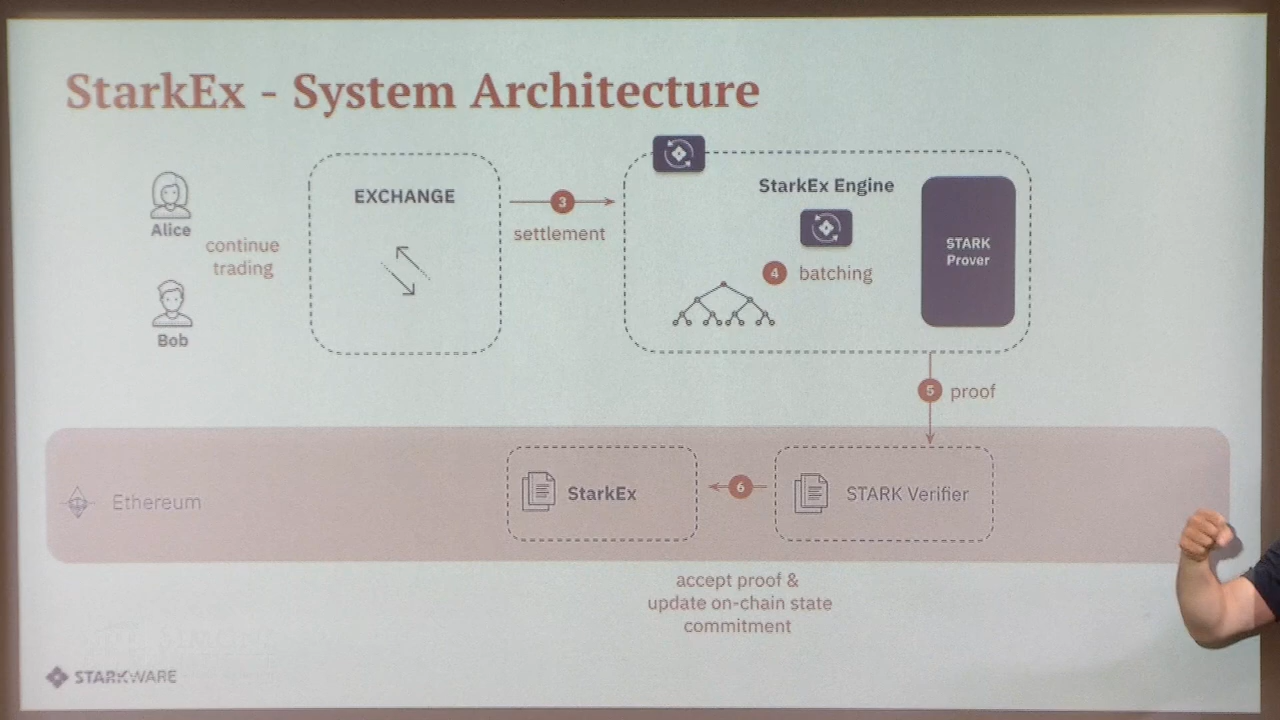 StarkEx - System Architecture
Alice
continue
trading
Bob
EXCHANGE
3
settlement
StarkEx Engine
4 batching
STARK
Prover
5 proof
Ethereum
StarkEx
6
STARK Verifier
accept proof &
update on-chain state
commitment
STARKWARE